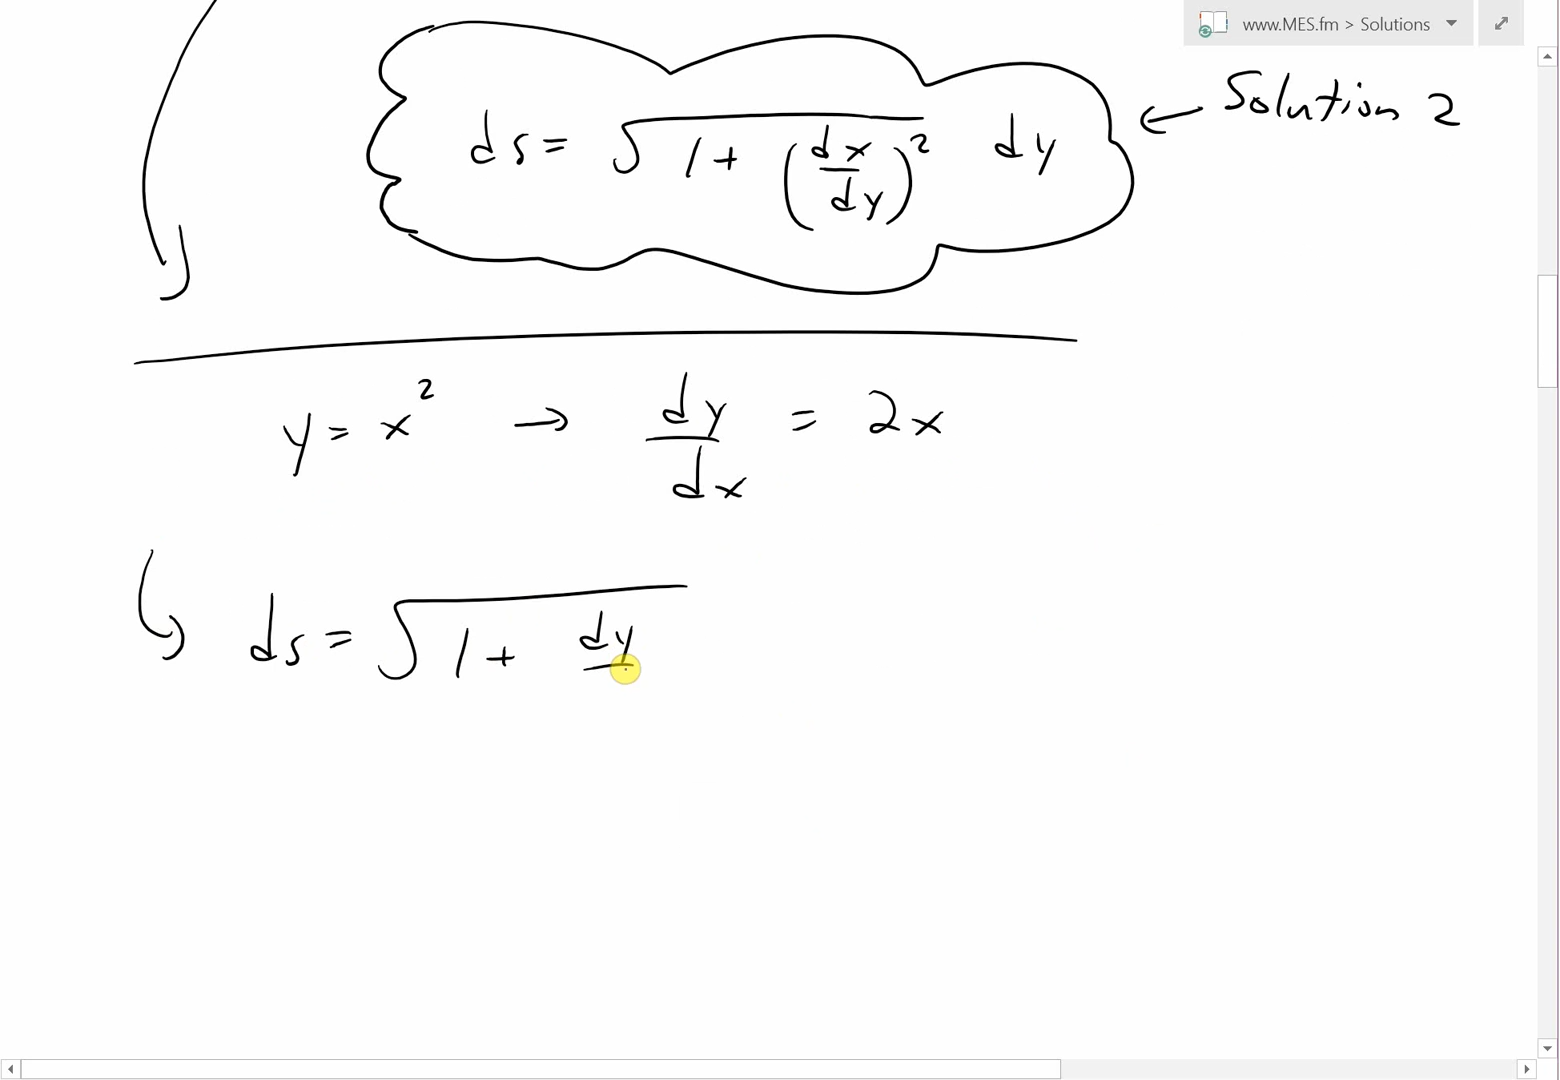 www.MES.fm > Solutions
ds = √(1 + (dx/dy)²) dy ← Solution 2
y = x² → dy/dx = 2x
ds = √(1 + dy